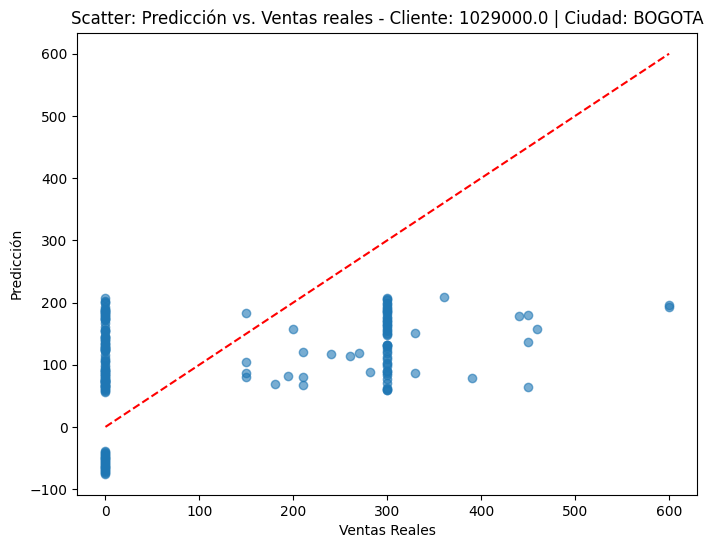 Scatter: Predicción vs. Ventas reales - Cliente: 1029000.0 | Ciudad: BOGOTA
600
500
400
300
200
100
0
−100
Predicción
0 100 200 300 400 500 600
Ventas Reales